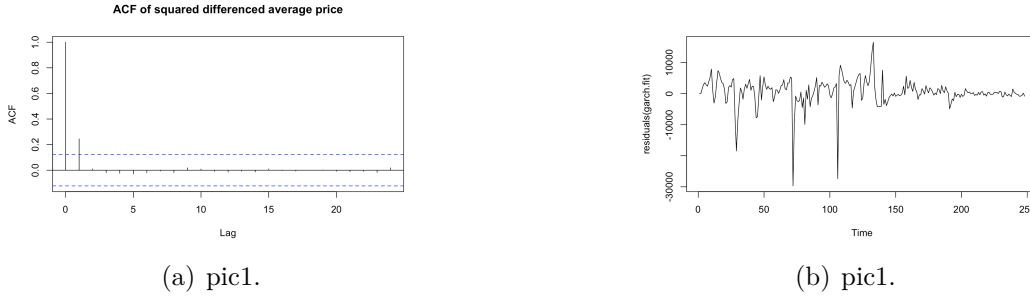 ACF of squared differenced average price
ACF
1.0
0.8
0.6
0.4
0.2
0.0
0 5 10 15 20
Lag
(a) pic1.
residuals(garch.fit)
10000
-10000
-30000
0 50 100 150 200 250
Time
(b) pic1.